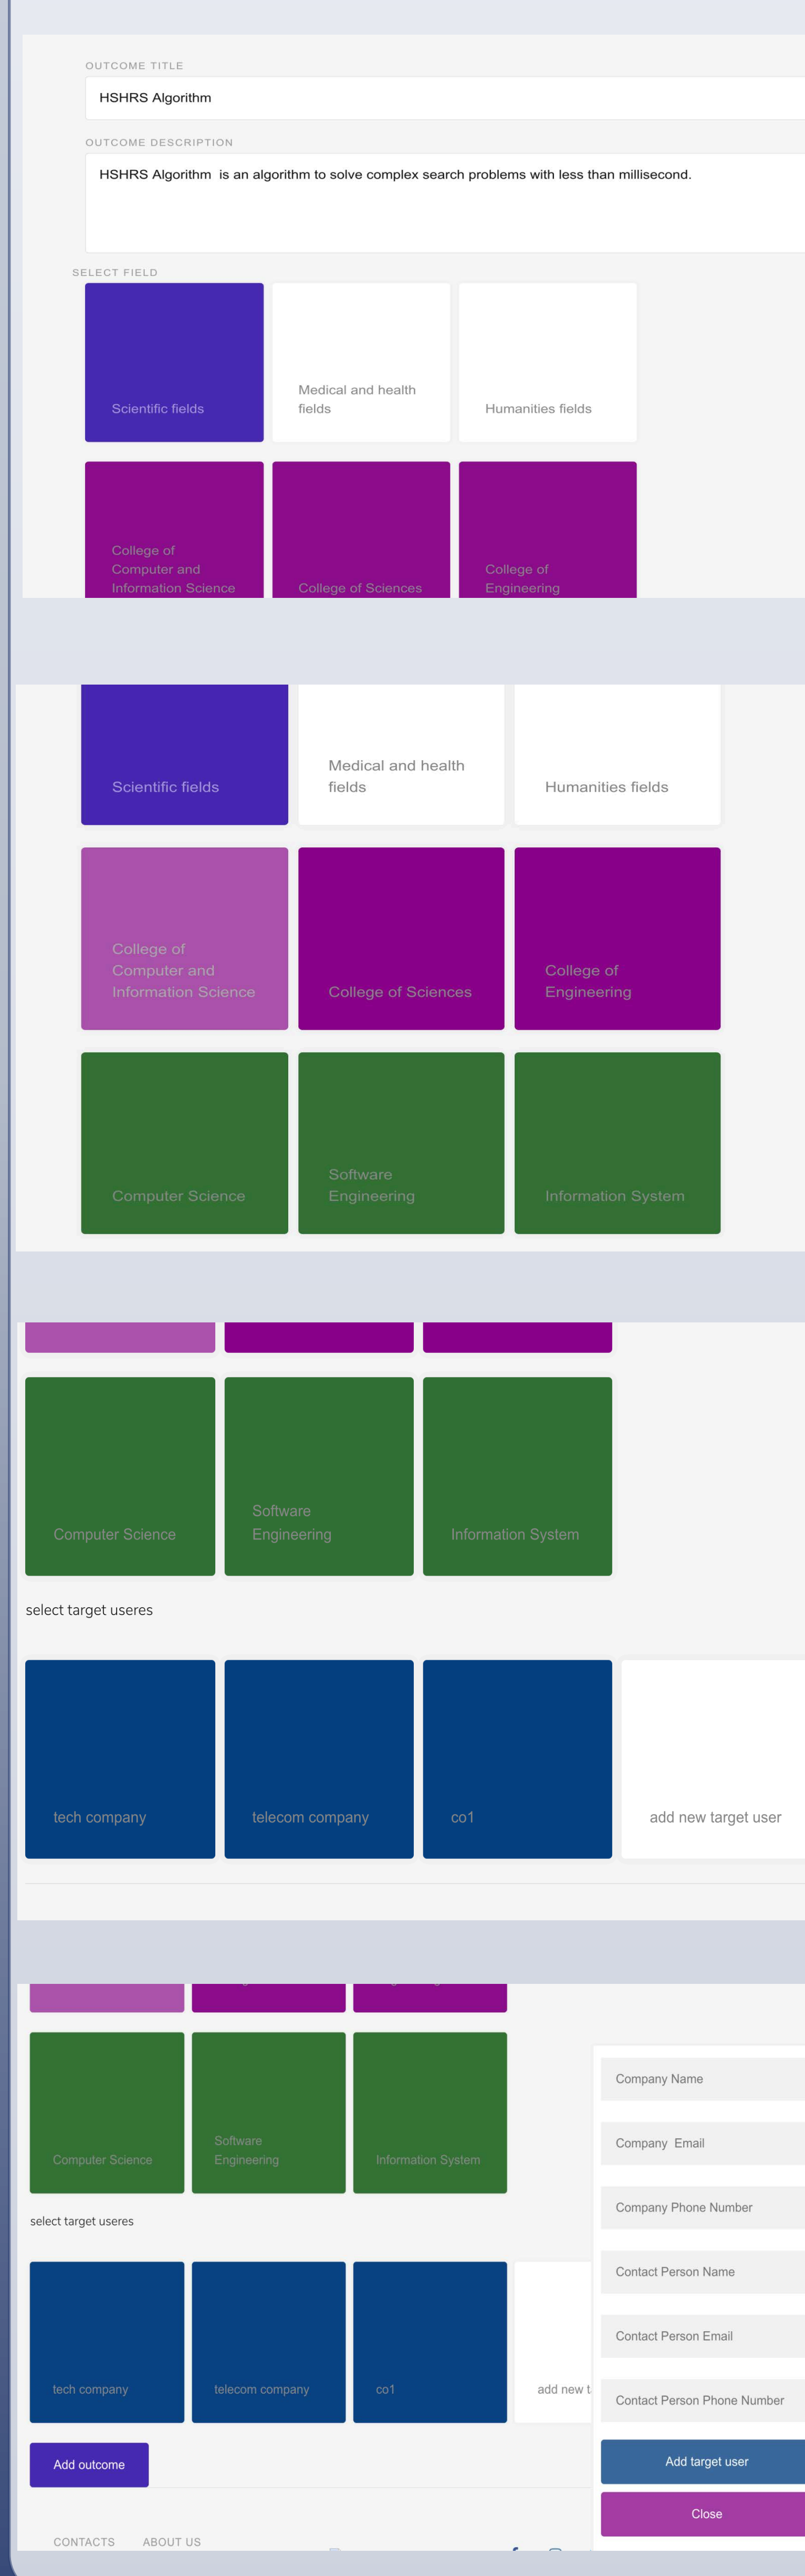 OUTCOME TITLE
HSHRS Algorithm
OUTCOME DESCRIPTION
HSHRS Algorithm  is an algorithm to solve complex search problems with less than millisecond.
SELECT FIELD
Scientific fields
Medical and health
fields
Humanities fields
College of
Computer and
Information Science
College of Sciences
College of
Engineering
Scientific fields
Medical and health
fields
Humanities fields
College of
Computer and
Information Science
College of Sciences
College of
Engineering
Computer Science
Software
Engineering
Information System
Computer Science
Software
Engineering
Information System
select target useres
tech company
telecom company
co1
add new target user
Computer Science
Software
Engineering
Information System
select target useres
tech company
telecom company
co1
add new t
Add outcome
CONTACTS
ABOUT US
Company Name
Company  Email
Company Phone Number
Contact Person Name
Contact Person Email
Contact Person Phone Number
Add target user
Close